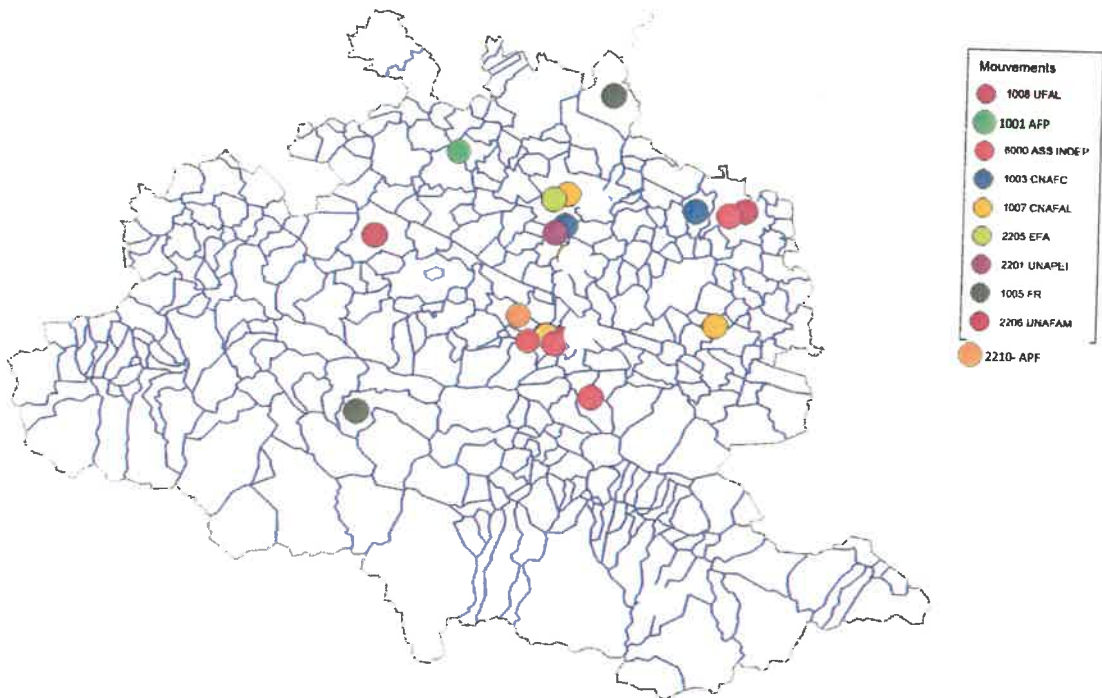 Mouvements
1008 UFAL
1001 AFP
6000 ASS INDEP
1003 CNAFC
1007 CNAFAL
2205 EFA
2201 UNAPEI
1005 FR
2206 UNAFAM
2210- APF